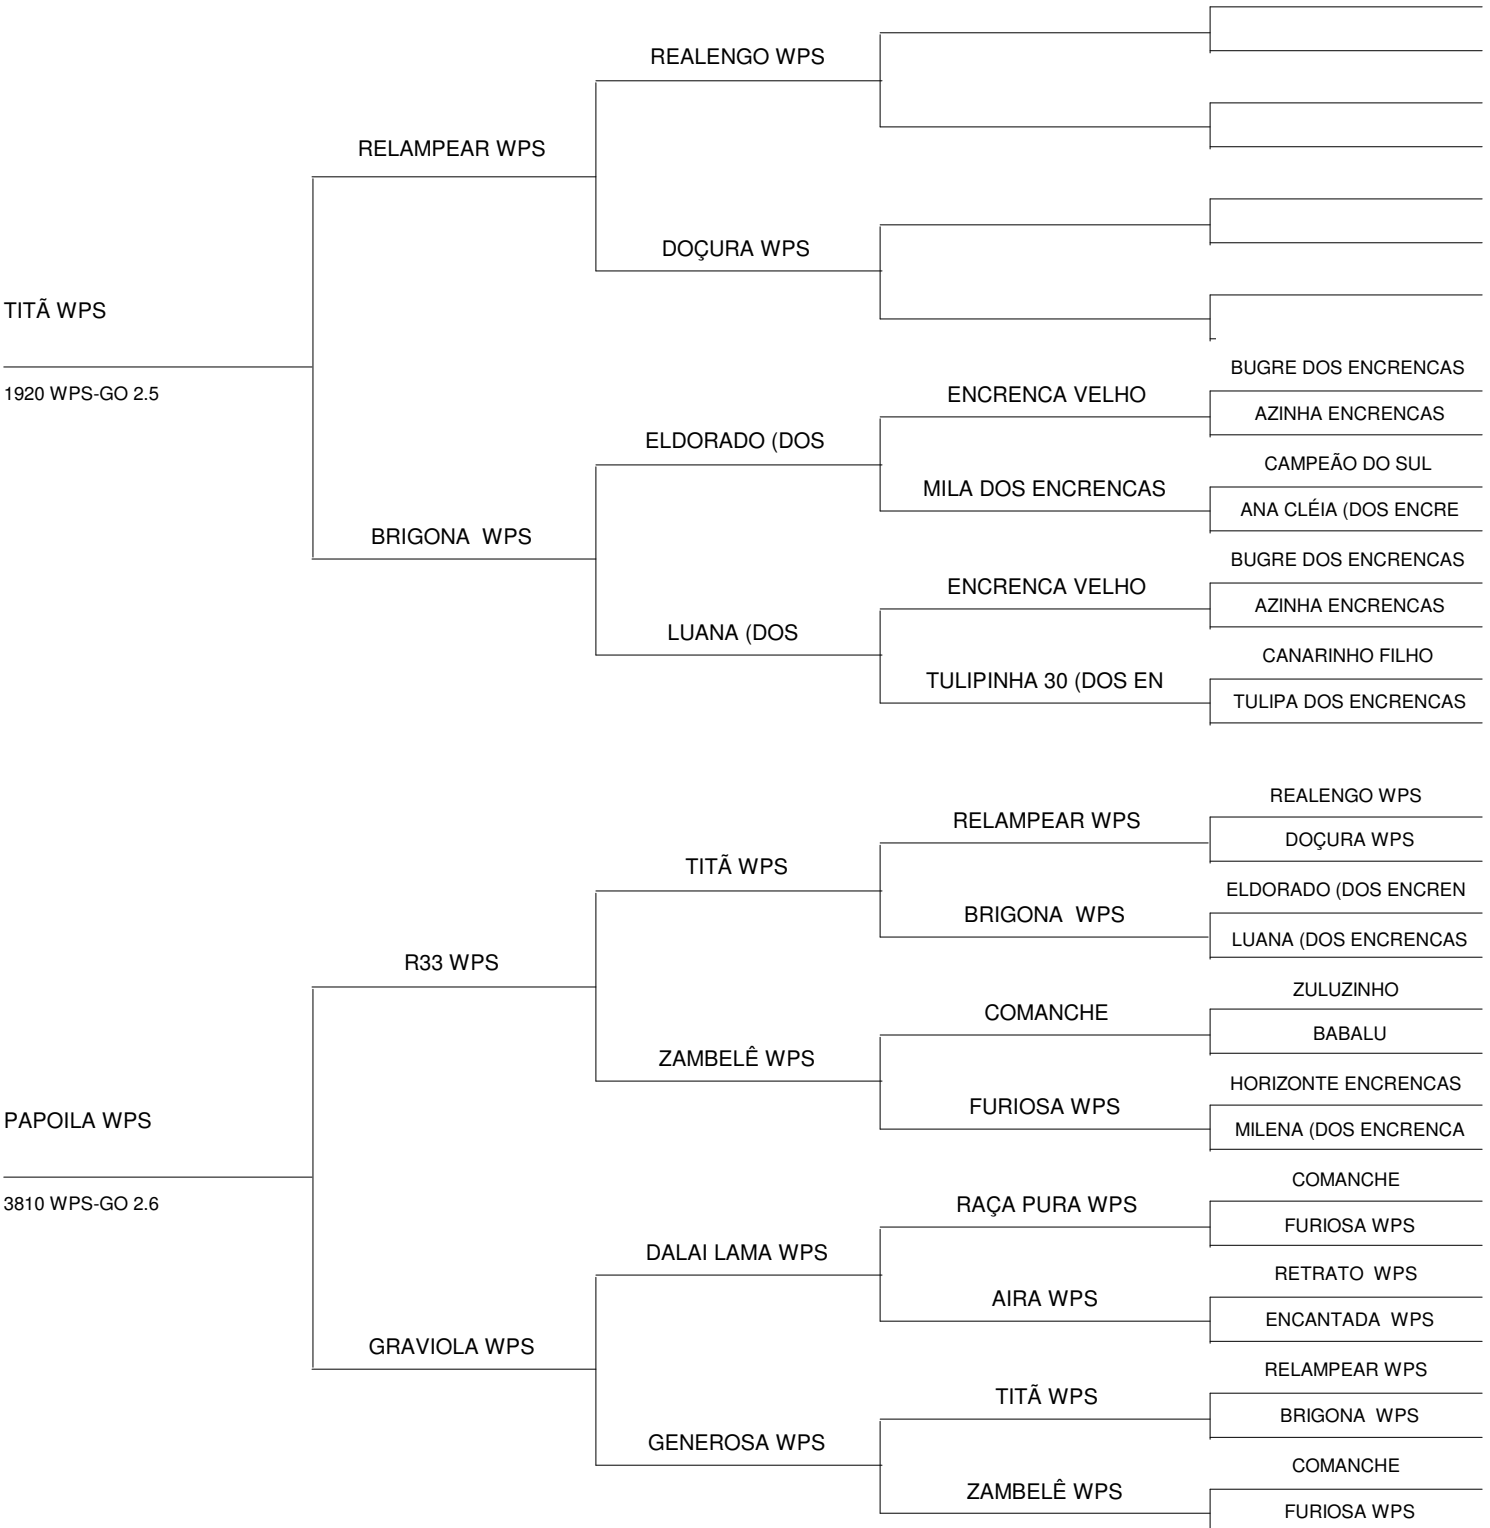 REALENGO WPS
RELAMPEAR WPS
DOÇURA WPS
TITÃ WPS
1920 WPS-GO 2.5
BUGRE DOS ENCRENCAS
ENCRENCA VELHO
AZINHA ENCRENCAS
ELDORADO (DOS
CAMPEÃO DO SUL
MILA DOS ENCRENCAS
ANA CLÉIA (DOS ENCRE
BRIGONA  WPS
BUGRE DOS ENCRENCAS
ENCRENCA VELHO
AZINHA ENCRENCAS
LUANA (DOS
CANARINHO FILHO
TULIPINHA 30 (DOS EN
TULIPA DOS ENCRENCAS
REALENGO WPS
RELAMPEAR WPS
DOÇURA WPS
TITÃ WPS
ELDORADO (DOS ENCREN
BRIGONA  WPS
LUANA (DOS ENCRENCAS
R33 WPS
ZULUZINHO
COMANCHE
BABALU
ZAMBELÊ WPS
HORIZONTE ENCRENCAS
FURIOSA WPS
MILENA (DOS ENCRENCA
PAPOILA WPS
3810 WPS-GO 2.6
COMANCHE
RAÇA PURA WPS
FURIOSA WPS
DALAI LAMA WPS
RETRATO  WPS
AIRA WPS
ENCANTADA  WPS
GRAVIOLA WPS
RELAMPEAR WPS
TITÃ WPS
BRIGONA  WPS
GENEROSA WPS
COMANCHE
ZAMBELÊ WPS
FURIOSA WPS